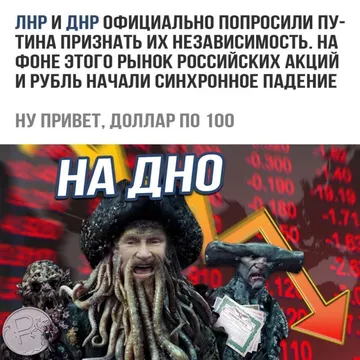 ЛНР И ДНР ОФИЦИАЛЬНО ПОПРОСИЛИ ПУ-
ТИНА ПРИЗНАТЬ ИХ НЕЗАВИСИМОСТЬ. НА
ФОНЕ ЭТОГО РЫНОК РОССИЙСКИХ АКЦИЙ
И РУБЛЬ НАЧАЛИ СИНХРОННОЕ ПАДЕНИЕ
НУ ПРИВЕТ, ДОЛЛАР ПО 100
НА ДНО